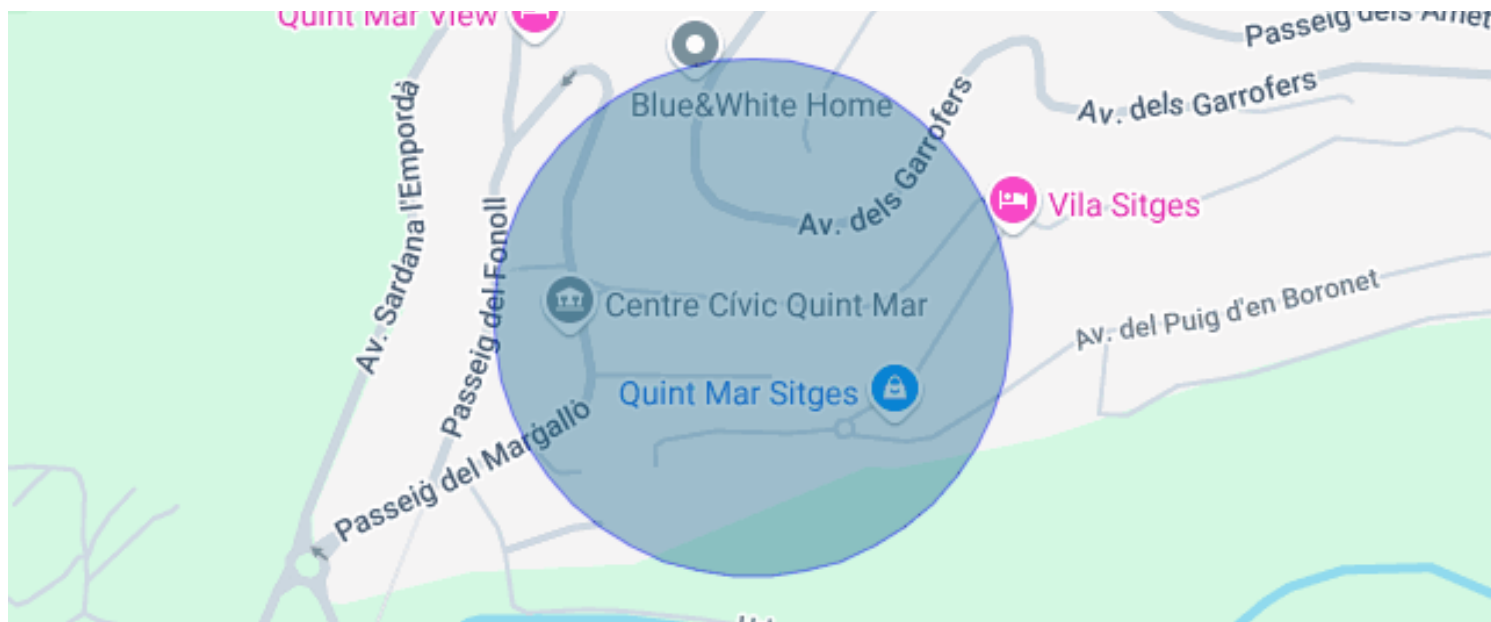 Quint Mar View
Passeig dels Amet
Blue&White Home
Av. dels Garrofers
Av. dels Garrofers
Av. Sardana l'Empordà
Vila Sitges
Passeig del Fonoll
Centre Cívic Quint Mar
Av. del Puig d'en Boronet
Quint Mar Sitges
Passeig del Margalló